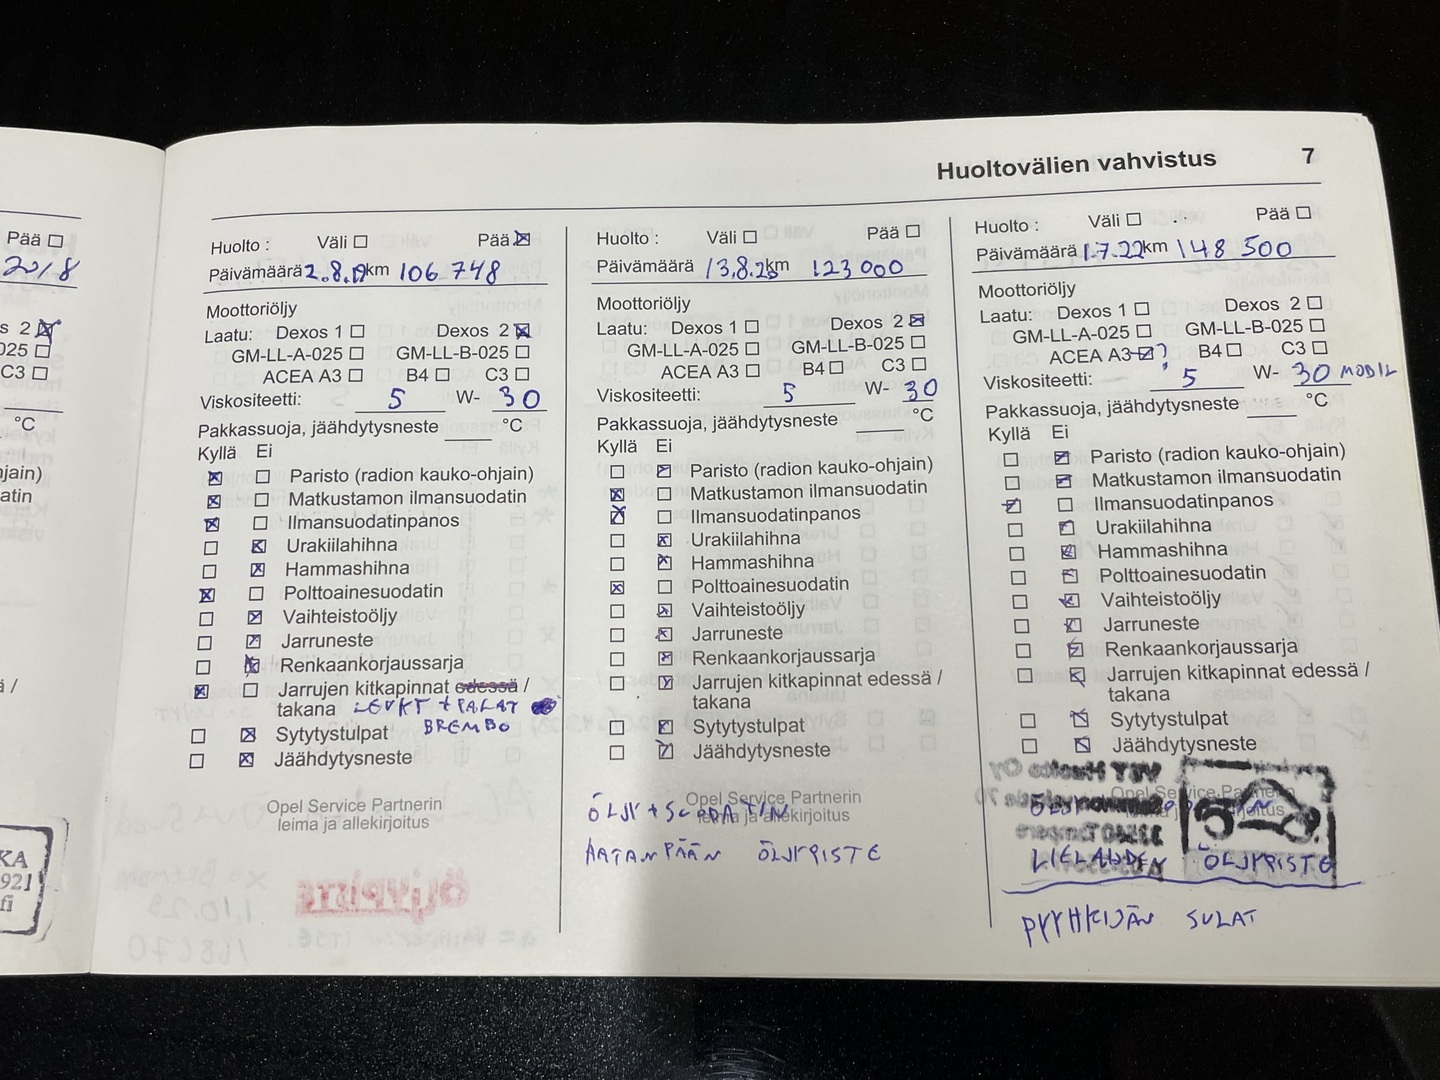 Huoltovälien vahvistus 7
Pää
2018
s 2
025
C3
°C
hjain)
atin
ä /
KA
921
fi
Huolto : Väli Pää
Päivämäärä 2.8.19 km 106 748
Moottoriöljy
Laatu: Dexos 1 Dexos 2
GM-LL-A-025 GM-LL-B-025
ACEA A3 B4 C3
Viskositeetti: 5 W- 30
Pakkassuoja, jäähdytysneste °C
Kyllä Ei
Paristo (radion kauko-ohjain)
Matkustamon ilmansuodatin
Ilmansuodatinpanos
Urakiilahihna
Hammashihna
Polttoainesuodatin
Vaihteistoöljy
Jarruneste
Renkaankorjaussarja
Jarrujen kitkapinnat edessä /
takana LEVYT + PALAT
BREMBO
Sytytystulpat
Jäähdytysneste
Opel Service Partnerin
leima ja allekirjoitus
Huolto : Väli Pää
Päivämäärä 13.8. km 123 000
Moottoriöljy
Laatu: Dexos 1 Dexos 2
GM-LL-A-025 GM-LL-B-025
ACEA A3 B4 C3
Viskositeetti: 5 W- 30
Pakkassuoja, jäähdytysneste °C
Kyllä Ei
Paristo (radion kauko-ohjain)
Matkustamon ilmansuodatin
Ilmansuodatinpanos
Urakiilahihna
Hammashihna
Polttoainesuodatin
Vaihteistoöljy
Jarruneste
Renkaankorjaussarja
Jarrujen kitkapinnat edessä /
takana
Sytytystulpat
Jäähdytysneste
Opel Service Partnerin
leima ja allekirjoitus
ÖLJY + SUODATIN
HATANPÄÄN ÖLJYPISTE
Huolto : Väli Pää
Päivämäärä 1.7.22 km 148 500
Moottoriöljy
Laatu: Dexos 1 Dexos 2
GM-LL-A-025 GM-LL-B-025
ACEA A3 ? B4 C3
Viskositeetti: 5 W- 30 MOBIL
Pakkassuoja, jäähdytysneste °C
Kyllä Ei
Paristo (radion kauko-ohjain)
Matkustamon ilmansuodatin
Ilmansuodatinpanos
Urakiilahihna
Hammashihna
Polttoainesuodatin
Vaihteistoöljy
Jarruneste
Renkaankorjaussarja
Jarrujen kitkapinnat edessä /
takana
Sytytystulpat
Jäähdytysneste
Opel Service Partnerin
LIELAHDEN ÖLJYPISTE
PYYHKIJÄN SULAT